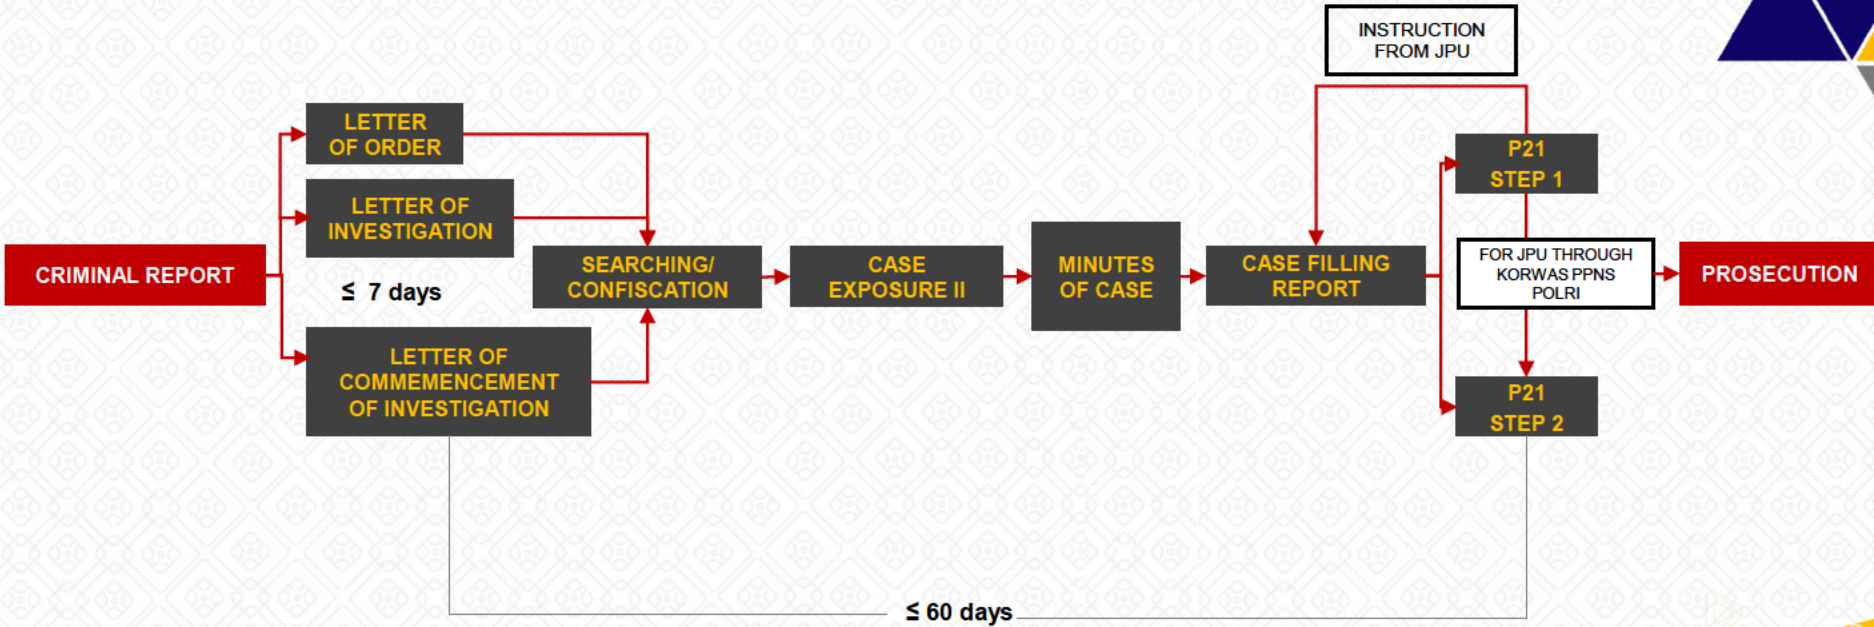 INSTRUCTION
FROM JPU
LETTER
OF ORDER
LETTER OF
INVESTIGATION
CRIMINAL REPORT
≤ 7 days
LETTER OF
COMMEMENCEMENT
OF INVESTIGATION
SEARCHING/
CONFISCATION
CASE
EXPOSURE II
MINUTES
OF CASE
CASE FILLING
REPORT
P21
STEP 1
FOR JPU THROUGH
KORWAS PPNS
POLRI
P21
STEP 2
PROSECUTION
≤ 60 days